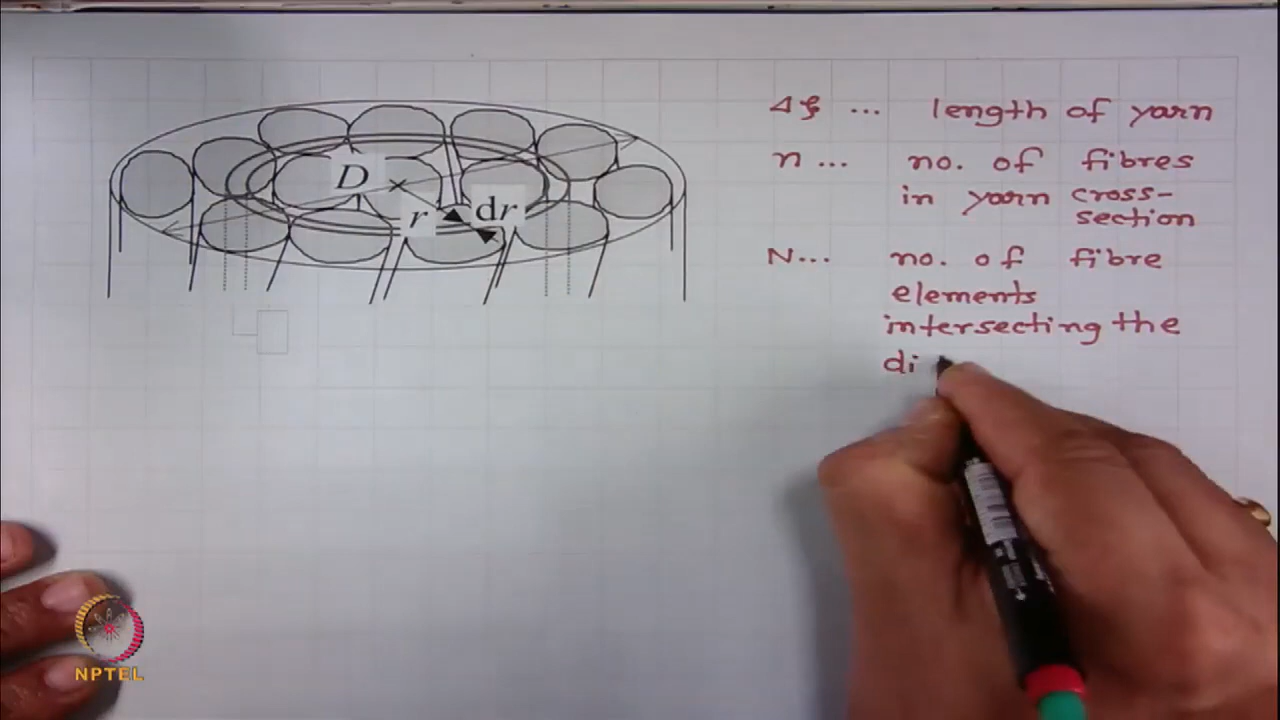 D
r
dr
Δξ ... length of yarn
n ... no. of fibres
in yarn cross-
section
N... no. of fibre
elements
intersecting the
di
NPTEL